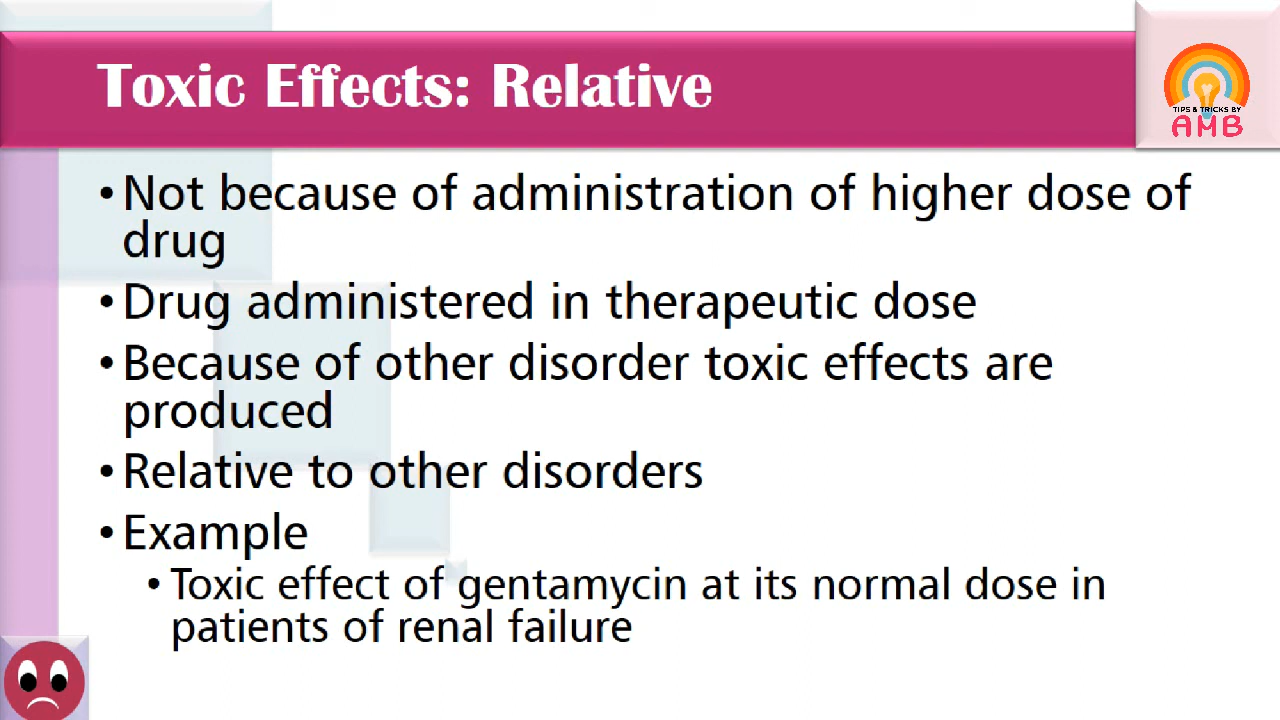 Toxic Effects: Relative
TIPS & TRICKS BY
AMB
• Not because of administration of higher dose of
drug
• Drug administered in therapeutic dose
• Because of other disorder toxic effects are
produced
• Relative to other disorders
• Example
• Toxic effect of gentamycin at its normal dose in
patients of renal failure